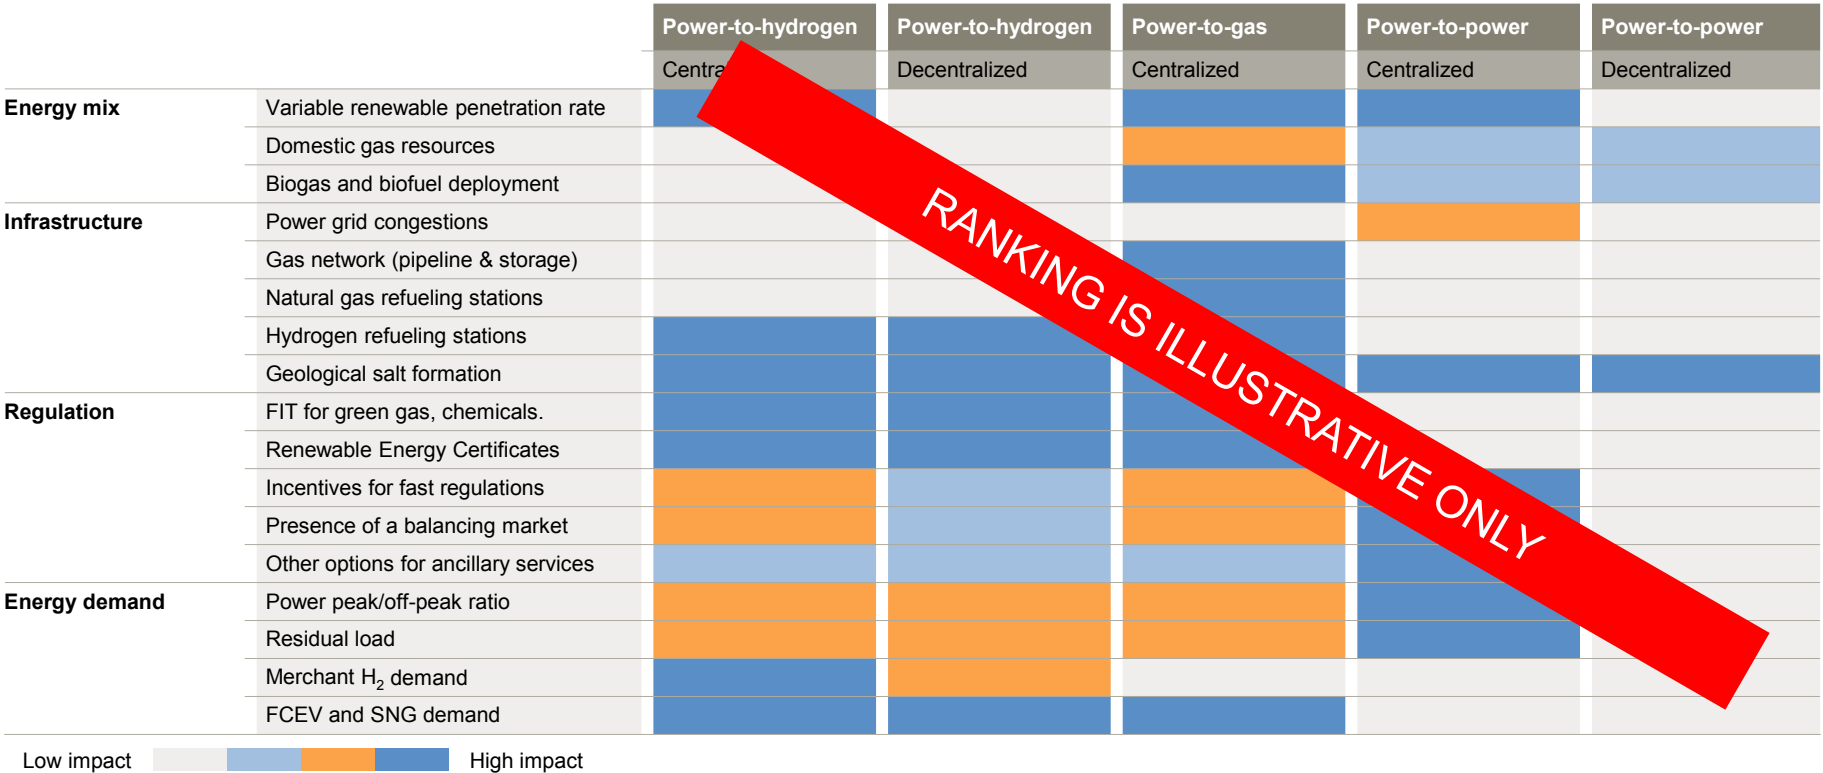 Power-to-hydrogen Power-to-hydrogen Power-to-gas Power-to-power Power-to-power
Decentralized Centralized Centralized Decentralized
Energy mix Variable renewable penetration rate
Domestic gas resources
Biogas and biofuel deployment
Infrastructure Power grid congestions
Gas network (pipeline & storage)
Natural gas refueling stations
Hydrogen refueling stations
Geological salt formation
Regulation FIT for green gas, chemicals.
Renewable Energy Certificates
Incentives for fast regulations
Presence of a balancing market
Other options for ancillary services
Energy demand Power peak/off-peak ratio
Residual load
Merchant H₂ demand
FCEV and SNG demand
RANKING IS ILLUSTRATIVE ONLY
Low impact High impact